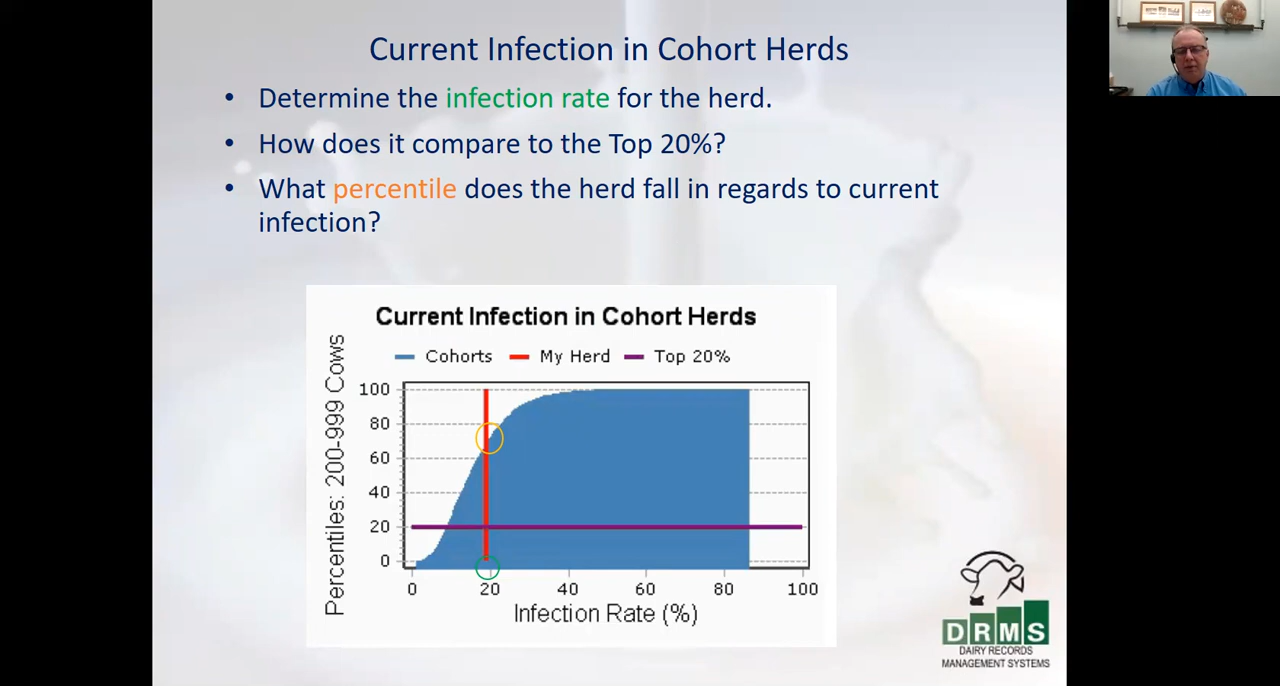 Current Infection in Cohort Herds
• Determine the infection rate for the herd.
• How does it compare to the Top 20%?
• What percentile does the herd fall in regards to current
infection?
Current Infection in Cohort Herds
Cohorts My Herd Top 20%
Percentiles: 200-999 Cows
100
80
60
40
20
0
0 20 40 60 80 100
Infection Rate (%)
DRMS
DAIRY RECORDS
MANAGEMENT SYSTEMS